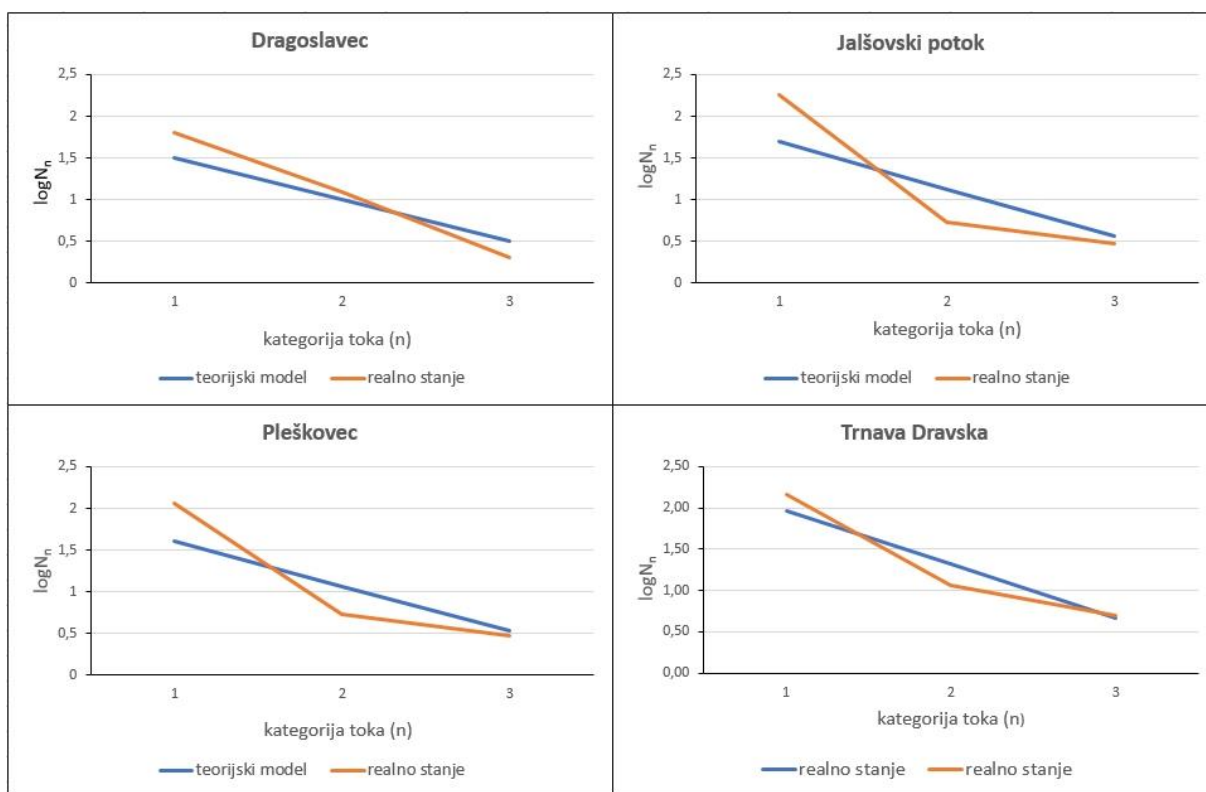 Dragoslavec
2,5
2
1,5
1
0,5
0
logNn
1 2 3
kategorija toka (n)
teorijski model realno stanje
Jalšovski potok
2,5
2
1,5
1
0,5
0
logNn
1 2 3
kategorija toka (n)
teorijski model realno stanje
Pleškovec
2,5
2
1,5
1
0,5
0
logNn
1 2 3
kategorija toka (n)
teorijski model realno stanje
Trnava Dravska
2,50
2,00
1,50
1,00
0,50
0,00
logNn
1 2 3
kategorija toka (n)
realno stanje realno stanje